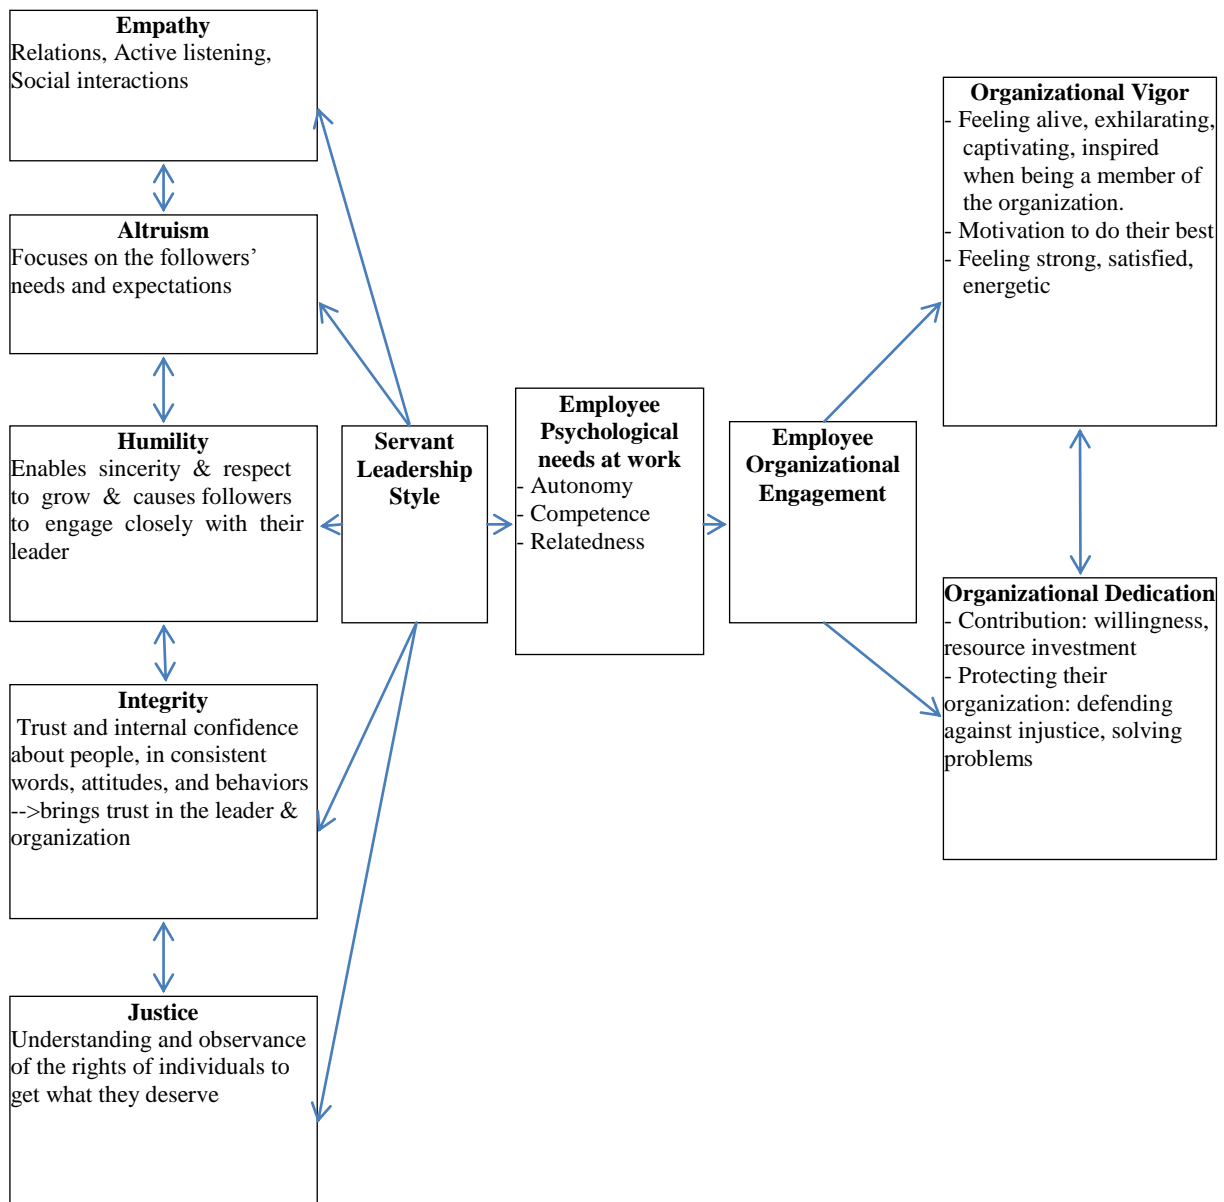 Empathy
Relations, Active listening,
Social interactions
Altruism
Focuses on the followers'
needs and expectations
Humility
Enables sincerity & respect
to grow & causes followers
to engage closely with their
leader
Integrity
Trust and internal confidence
about people, in consistent
words, attitudes, and behaviors
-->brings trust in the leader &
organization
Justice
Understanding and observance
of the rights of individuals to
get what they deserve
Servant
Leadership
Style
Employee
Psychological
needs at work
- Autonomy
- Competence
- Relatedness
Employee
Organizational
Engagement
Organizational Vigor
- Feeling alive, exhilarating,
captivating, inspired
when being a member of
the organization.
- Motivation to do their best
- Feeling strong, satisfied,
energetic
Organizational Dedication
- Contribution: willingness,
resource investment
- Protecting their
organization: defending
against injustice, solving
problems